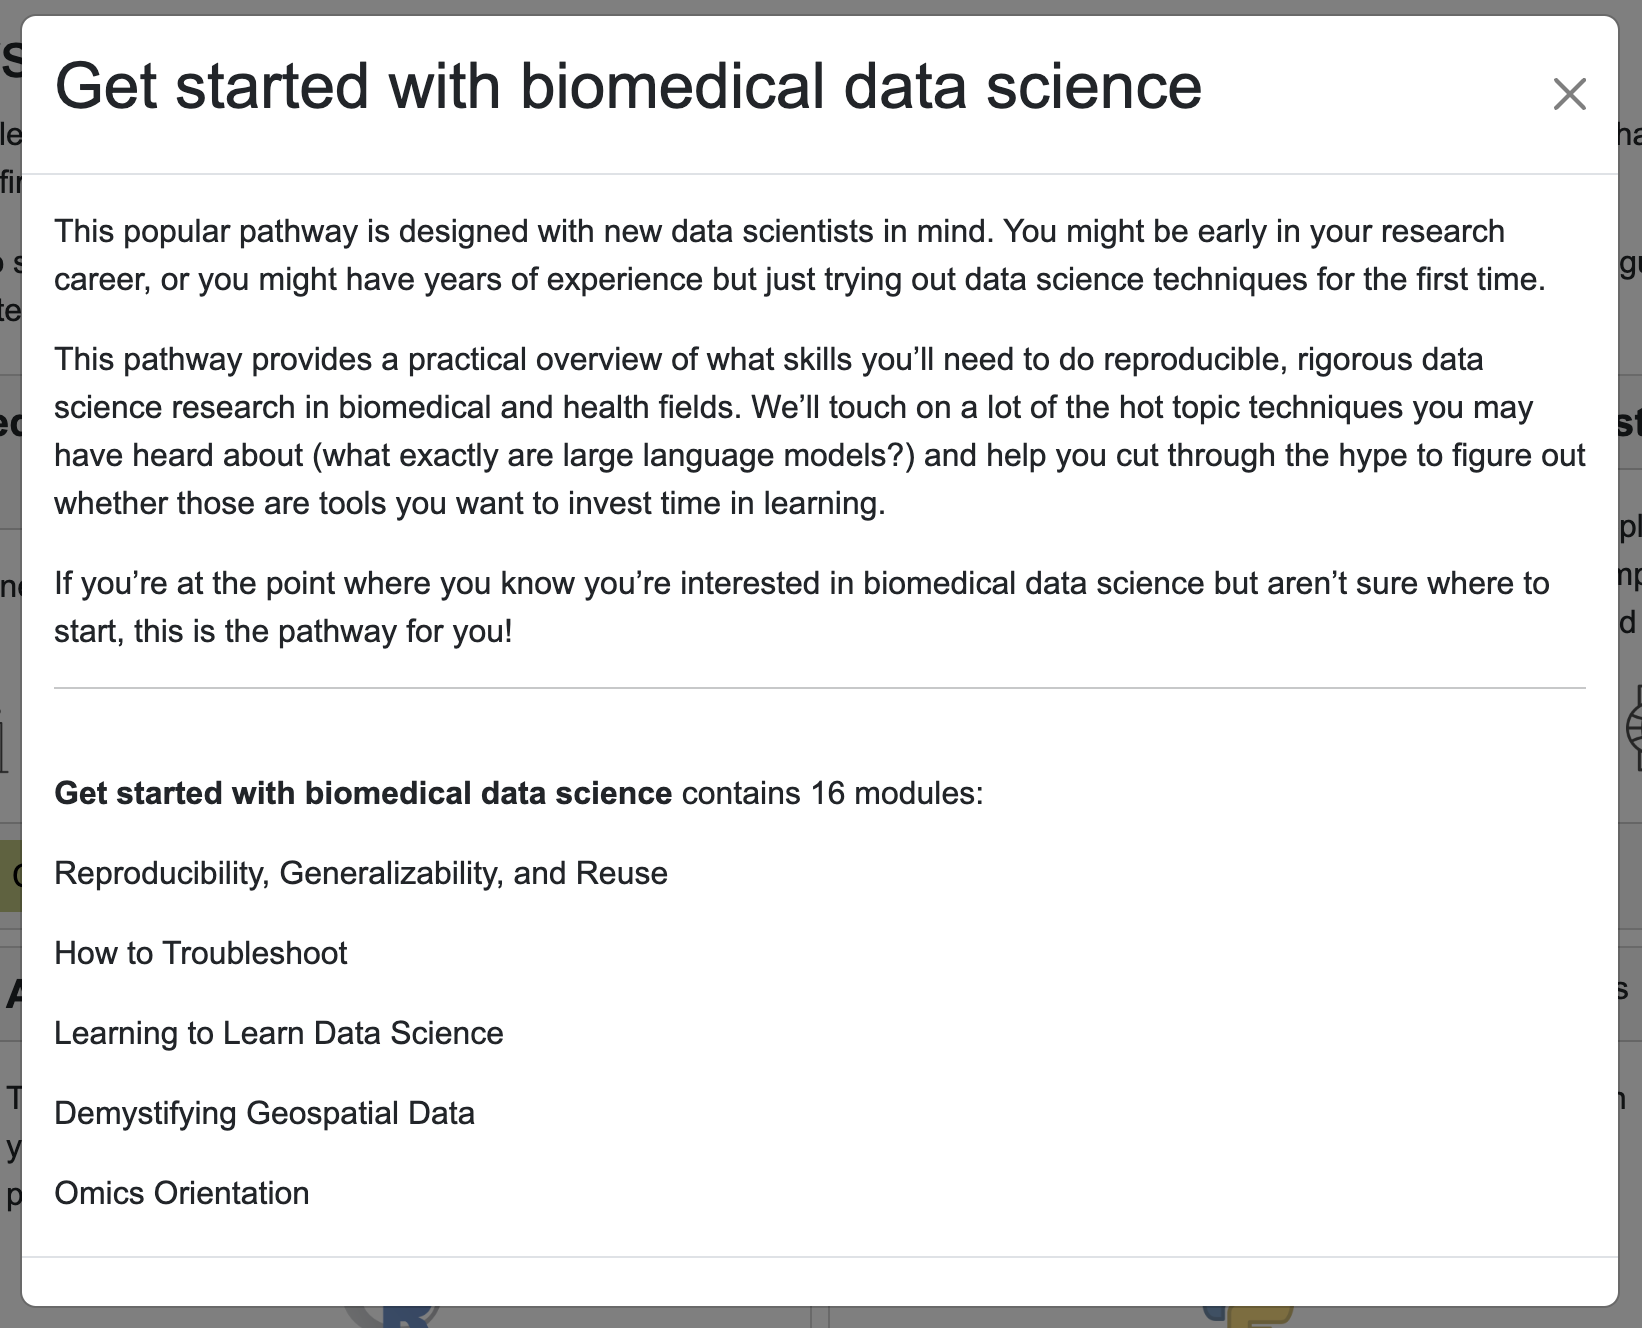 Get started with biomedical data science
This popular pathway is designed with new data scientists in mind. You might be early in your research
career, or you might have years of experience but just trying out data science techniques for the first time.
This pathway provides a practical overview of what skills you’ll need to do reproducible, rigorous data
science research in biomedical and health fields. We’ll touch on a lot of the hot topic techniques you may
have heard about (what exactly are large language models?) and help you cut through the hype to figure out
whether those are tools you want to invest time in learning.
If you’re at the point where you know you’re interested in biomedical data science but aren’t sure where to
start, this is the pathway for you!
Get started with biomedical data science contains 16 modules:
Reproducibility, Generalizability, and Reuse
How to Troubleshoot
Learning to Learn Data Science
Demystifying Geospatial Data
Omics Orientation